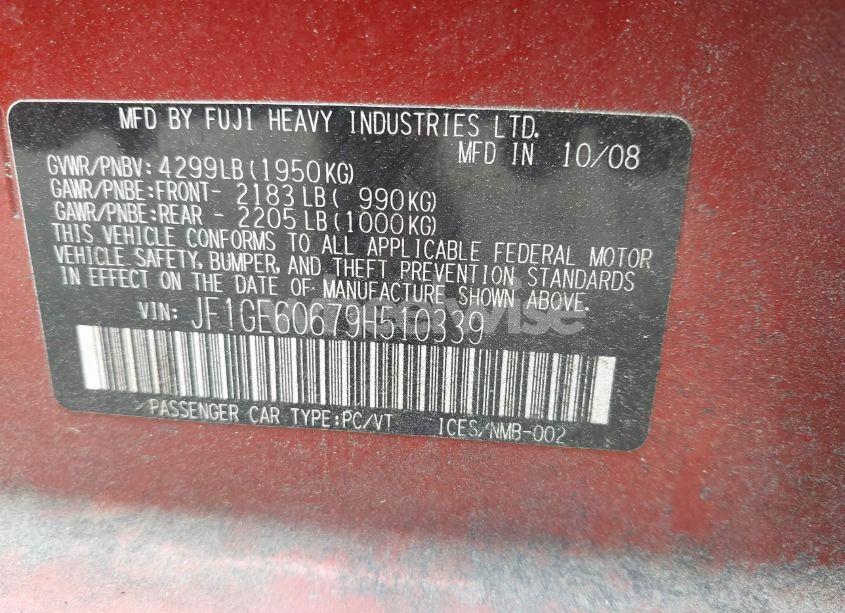 MFD BY FUJI HEAVY INDUSTRIES LTD.
MFD IN 10/08
GVWR/PNBV: 4299LB(1950KG)
GAWR/PNBE:FRONT- 2183LB( 990KG)
GAWR/PNBE:REAR - 2205LB(1000KG)
THIS VEHICLE CONFORMS TO ALL APPLICABLE FEDERAL MOTOR
VEHICLE SAFETY, BUMPER, AND THEFT PREVENTION STANDARDS
IN EFFECT ON THE DATE OF MANUFACTURE SHOWN ABOVE.
VIN: JF1GE60679H510339
PASSENGER CAR TYPE:PC/VT ICES/NMB-002